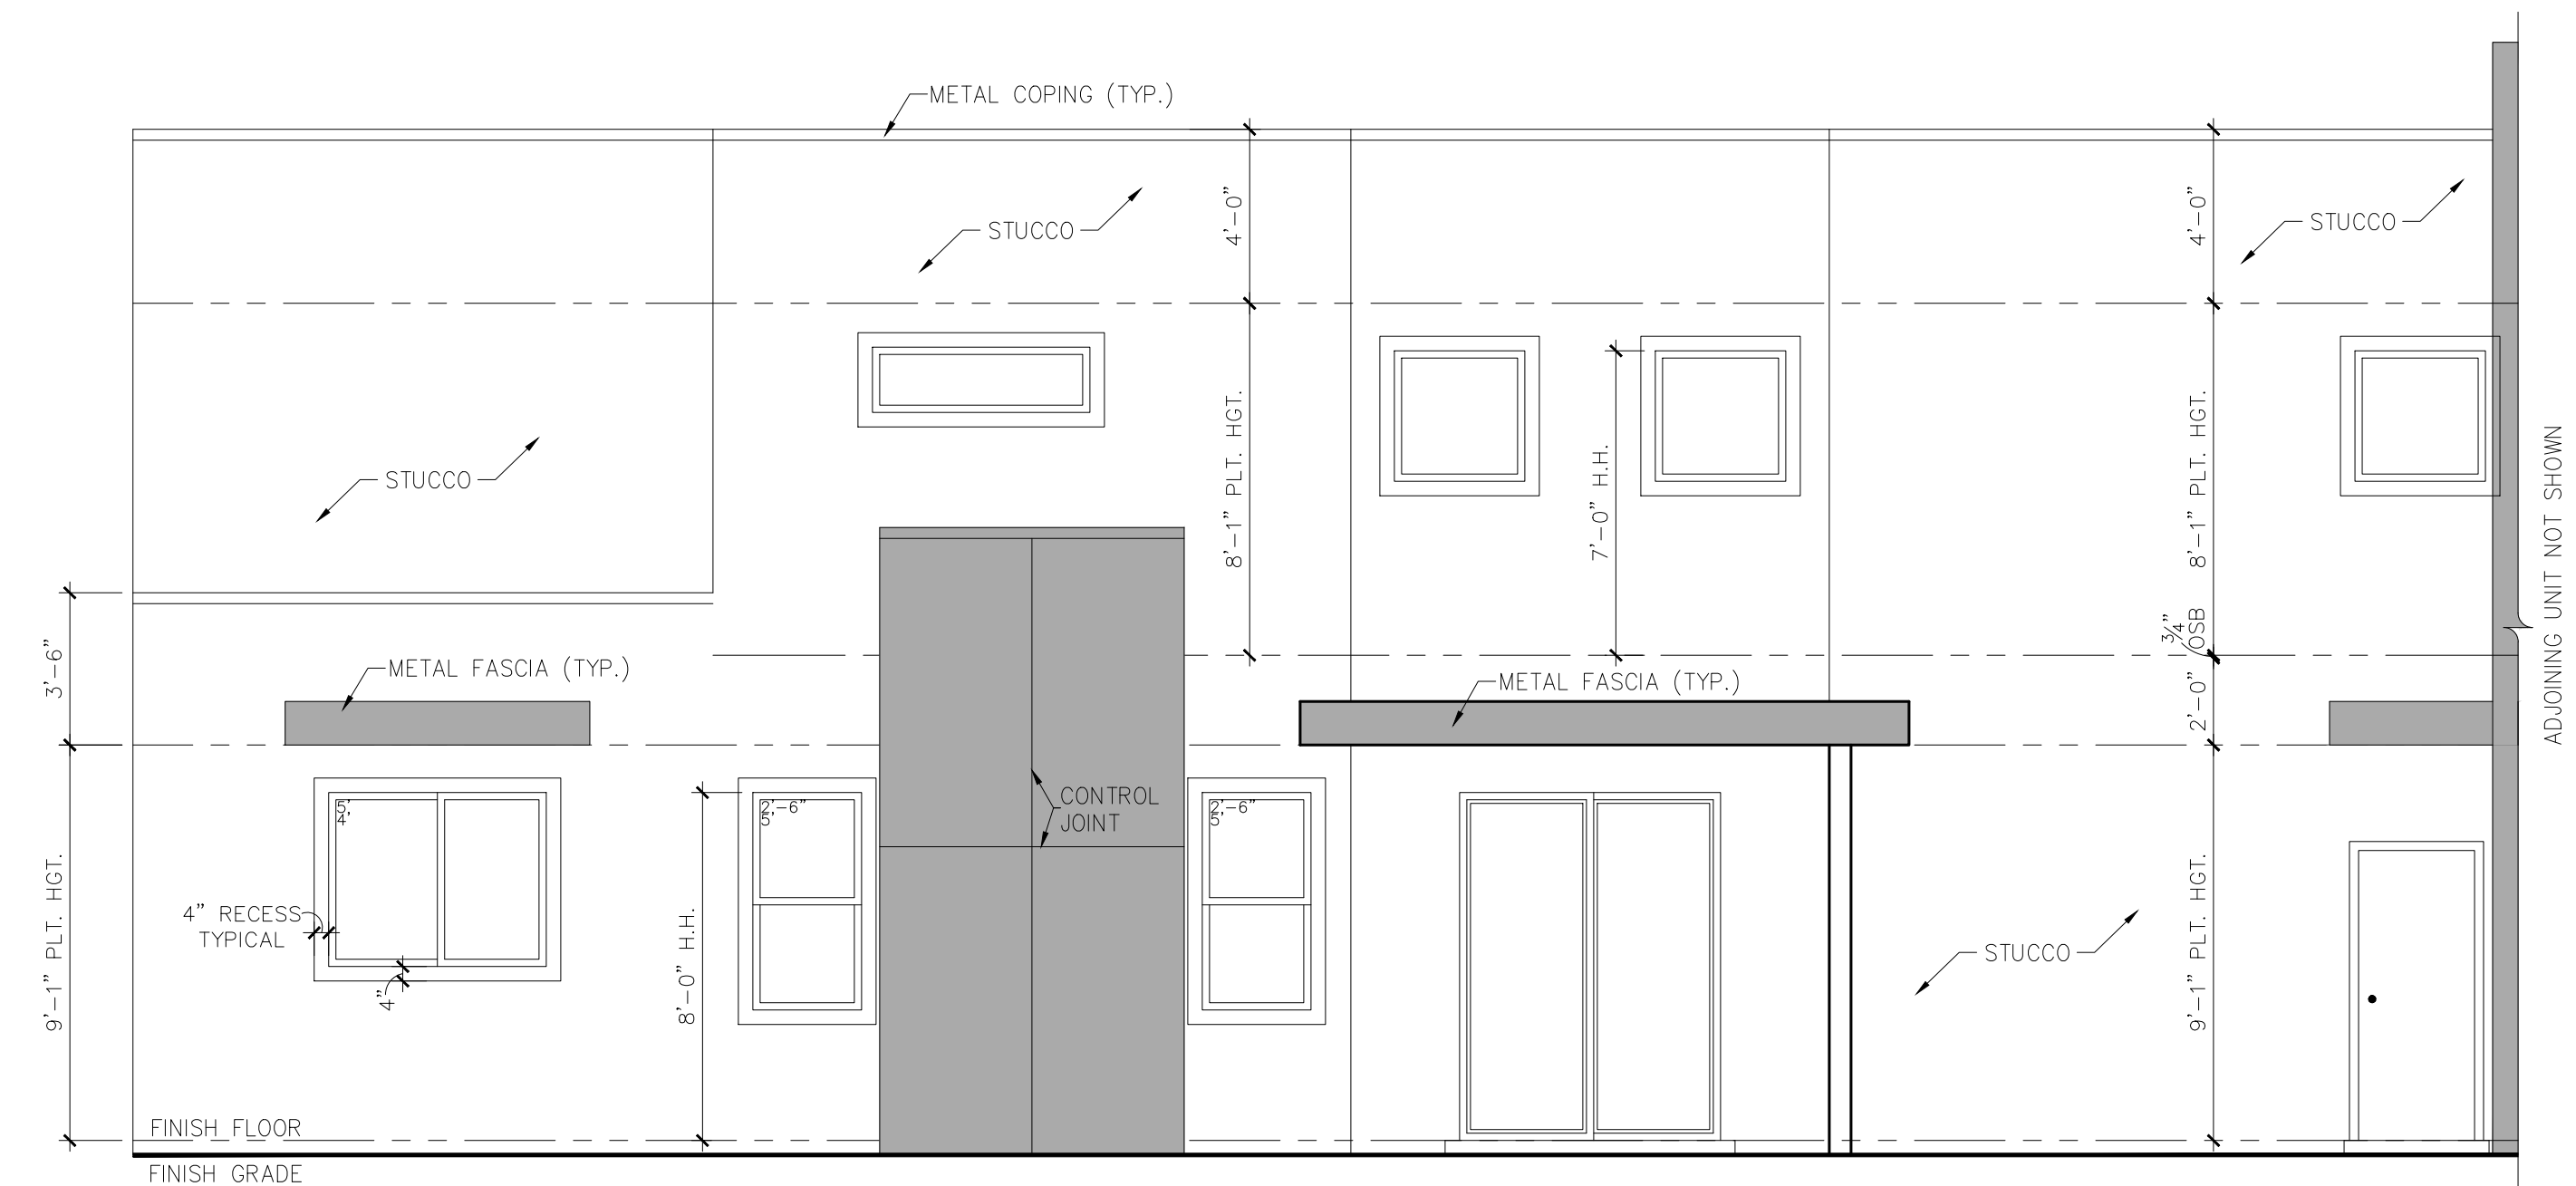 METAL COPING (TYP.)
STUCCO
4’-0”
4’-0”
STUCCO
STUCCO
8’-1” PLT. HGT.
7’-0” H.H.
8’-1” PLT. HGT.
ADJOINING UNIT NOT SHOWN
3/4”
OSB
3’-6”
METAL FASCIA (TYP.)
METAL FASCIA (TYP.)
2’-0”
5’
4’
2’-6”
5’
CONTROL
JOINT
2’-6”
5’
9’-1” PLT. HGT.
4” RECESS
TYPICAL
4”
8’-0” H.H.
STUCCO
9’-1” PLT. HGT.
FINISH FLOOR
FINISH GRADE